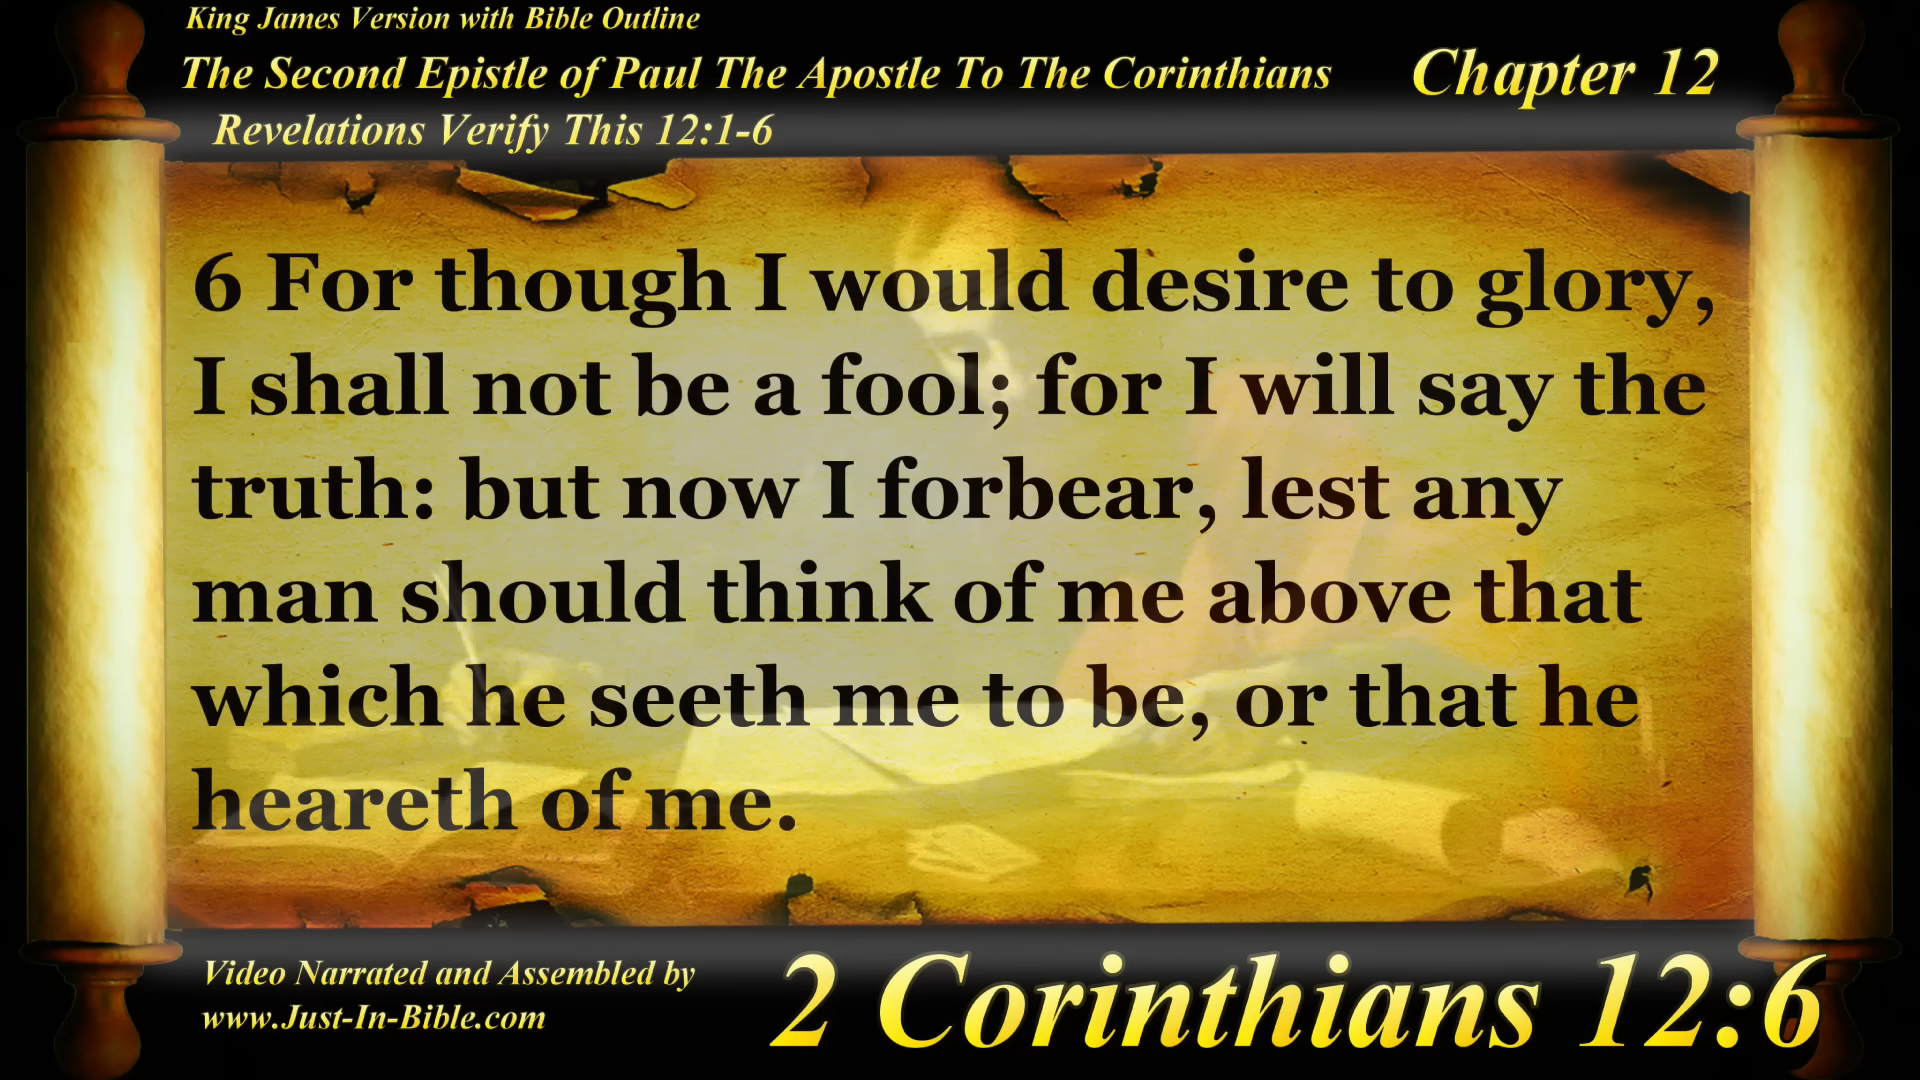 King James Version with Bible Outline
The Second Epistle of Paul The Apostle To The Corinthians
Chapter 12
Revelations Verify This 12:1-6
6 For though I would desire to glory,
I shall not be a fool; for I will say the
truth: but now I forbear, lest any
man should think of me above that
which he seeth me to be, or that he
heareth of me.
Video Narrated and Assembled by
www.Just-In-Bible.com
2 Corinthians 12:6